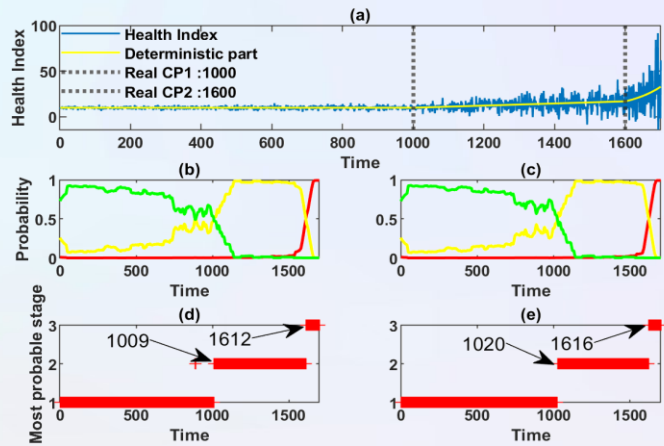 (a)
Health Index
100
50
0
Health Index
Deterministic part
Real CP1 :1000
Real CP2 :1600
0 200 400 600 800 1000 1200 1400 1600
Time
(b) (c)
Probability
1
0.5
0
0 500 1000 1500
Time
1
0.5
0
0 500 1000 1500
Time
(d) (e)
Most probable stage
3
2
1
1009
1612
0 500 1000 1500
Time
3
2
1
1020
1616
0 500 1000 1500
Time